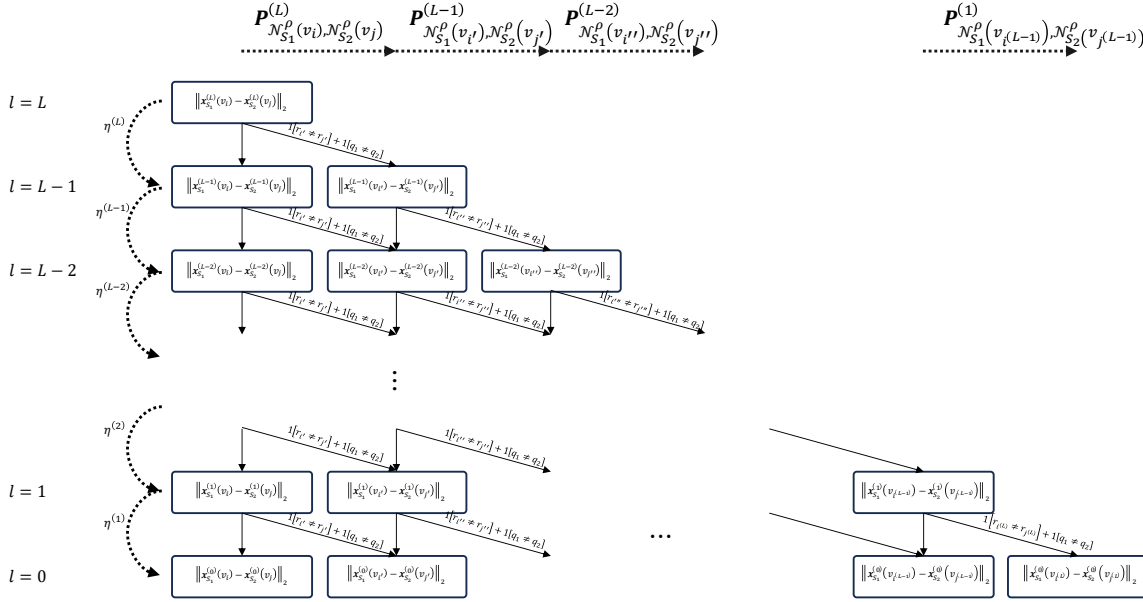 P^{(L)}_{𝒩^ρ_{S_1}(v_i),𝒩^ρ_{S_2}(v_j)} P^{(L-1)}_{𝒩^ρ_{S_1}(v_{i'}),𝒩^ρ_{S_2}(v_{j'})} P^{(L-2)}_{𝒩^ρ_{S_1}(v_{i''}),𝒩^ρ_{S_2}(v_{j''})} P^{(1)}_{𝒩^ρ_{S_1}(v_{i^{(L-1)}}),𝒩^ρ_{S_2}(v_{j^{(L-1)}})}
l = L ‖x^{(L)}_{S_1}(v_i) − x^{(L)}_{S_2}(v_j)‖_2
η^{(L)} 1[r_{i'} ≠ r_{j'}] + 1[q_1 ≠ q_2]
l = L − 1 ‖x^{(L-1)}_{S_1}(v_i) − x^{(L-1)}_{S_2}(v_j)‖_2 ‖x^{(L-1)}_{S_1}(v_{i'}) − x^{(L-1)}_{S_2}(v_{j'})‖_2
η^{(L-1)} 1[r_{i'} ≠ r_{j'}] + 1[q_1 ≠ q_2] 1[r_{i''} ≠ r_{j''}] + 1[q_1 ≠ q_2]
l = L − 2 ‖x^{(L-2)}_{S_1}(v_i) − x^{(L-2)}_{S_2}(v_j)‖_2 ‖x^{(L-2)}_{S_1}(v_{i'}) − x^{(L-2)}_{S_2}(v_{j'})‖_2 ‖x^{(L-2)}_{S_1}(v_{i''}) − x^{(L-2)}_{S_2}(v_{j''})‖_2
η^{(L-2)} 1[r_{i'} ≠ r_{j'}] + 1[q_1 ≠ q_2] 1[r_{i''} ≠ r_{j''}] + 1[q_1 ≠ q_2] 1[r_{i'''} ≠ r_{j'''}] + 1[q_1 ≠ q_2]
⋮
η^{(2)} 1[r_{i'} ≠ r_{j'}] + 1[q_1 ≠ q_2] 1[r_{i''} ≠ r_{j''}] + 1[q_1 ≠ q_2]
l = 1 ‖x^{(1)}_{S_1}(v_i) − x^{(1)}_{S_2}(v_j)‖_2 ‖x^{(1)}_{S_1}(v_{i'}) − x^{(1)}_{S_2}(v_{j'})‖_2 ‖x^{(1)}_{S_1}(v_{i^{(L-1)}}) − x^{(1)}_{S_2}(v_{j^{(L-1)}})‖_2
η^{(1)} 1[r_{i'} ≠ r_{j'}] + 1[q_1 ≠ q_2] 1[r_{i''} ≠ r_{j''}] + 1[q_1 ≠ q_2] … 1[r_{i^{(L)}} ≠ r_{j^{(L)}}] + 1[q_1 ≠ q_2]
l = 0 ‖x^{(0)}_{S_1}(v_i) − x^{(0)}_{S_2}(v_j)‖_2 ‖x^{(0)}_{S_1}(v_{i'}) − x^{(0)}_{S_2}(v_{j'})‖_2 ‖x^{(0)}_{S_1}(v_{i^{(L-1)}}) − x^{(0)}_{S_2}(v_{j^{(L-1)}})‖_2 ‖x^{(0)}_{S_1}(v_{i^{(L)}}) − x^{(0)}_{S_2}(v_{j^{(L)}})‖_2